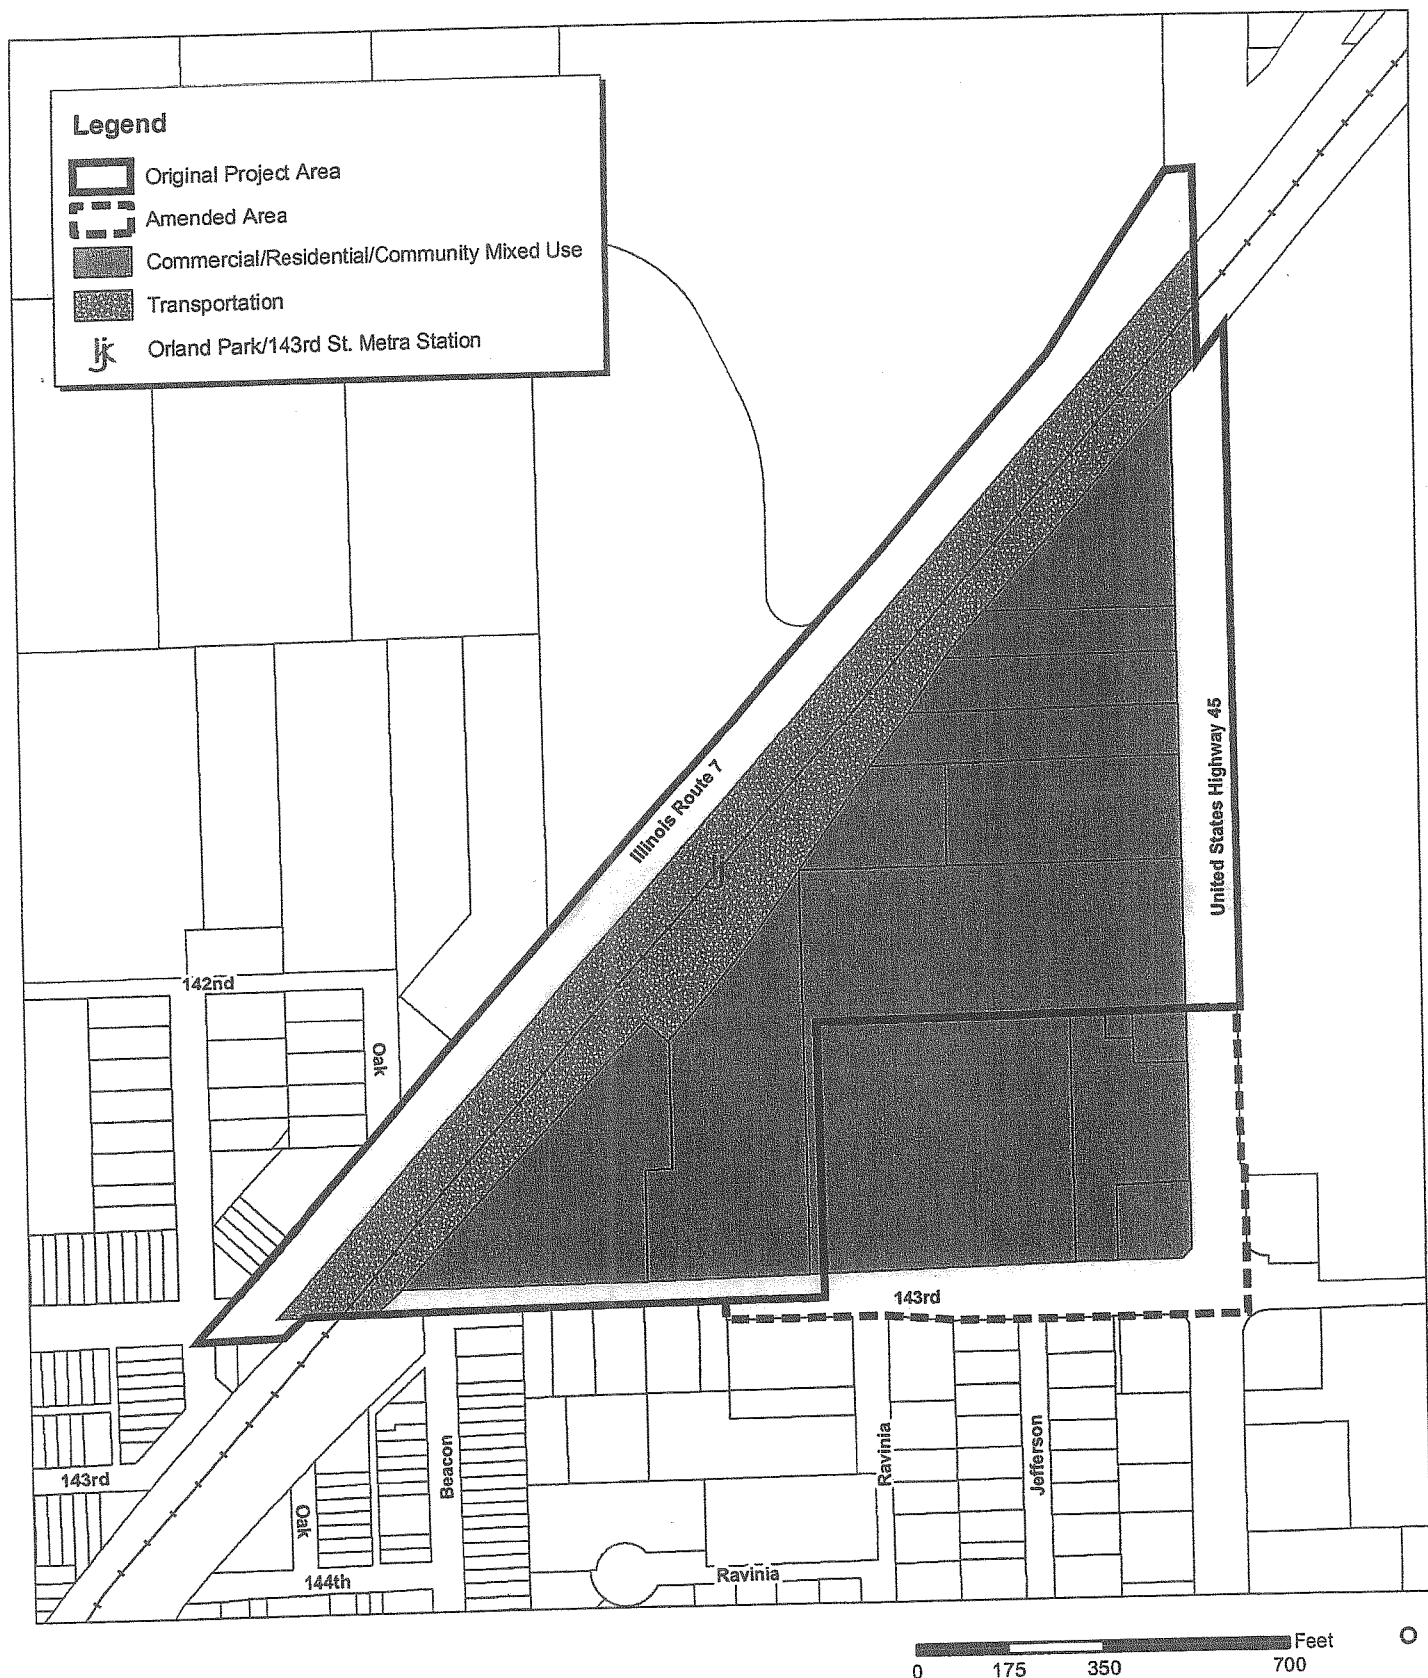 Legend
Original Project Area
Amended Area
Commercial/Residential/Community Mixed Use
Transportation
Orland Park/143rd St. Metra Station
Illinois Route 7
United States Highway 45
142nd
Oak
143rd
143rd
Beacon
Ravinia
Jefferson
Oak
144th
Ravinia
Feet
0 175 350 700